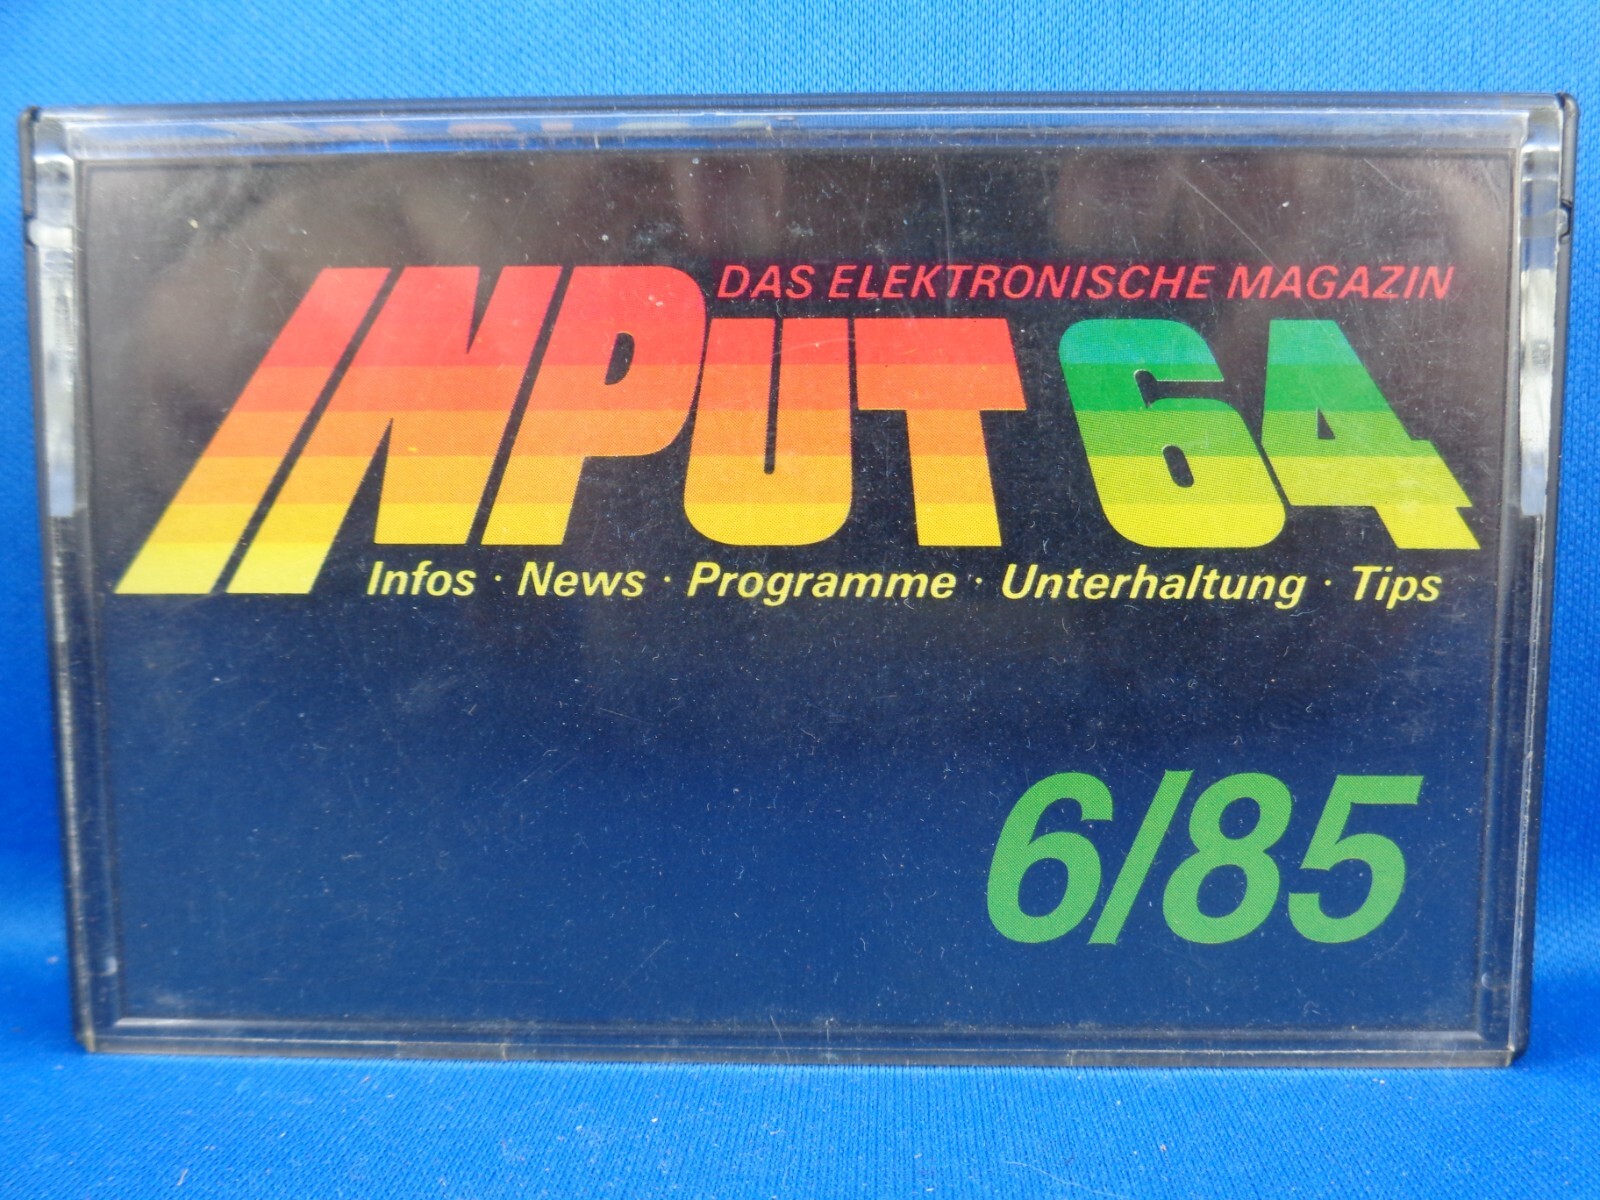 DAS ELEKTRONISCHE MAGAZIN
INPUT 64
Infos · News · Programme · Unterhaltung · Tips
6/85